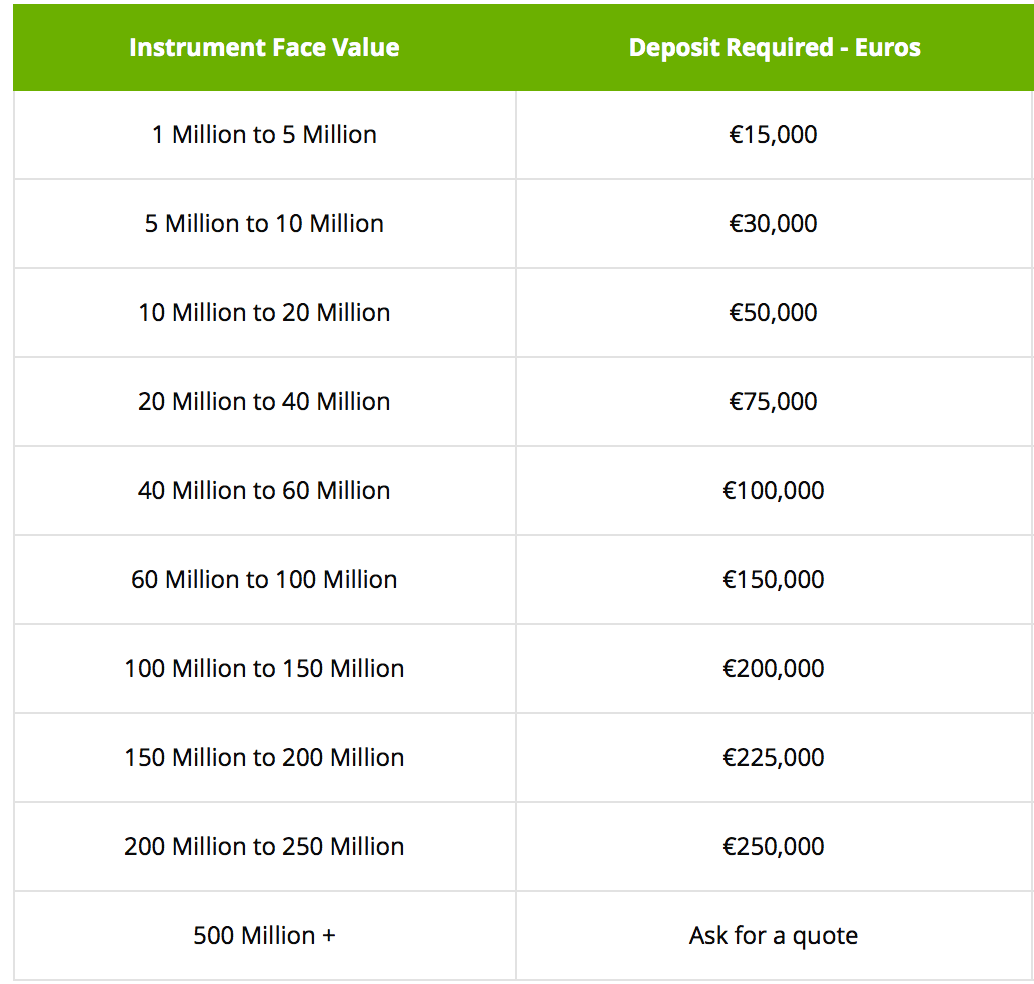 Instrument Face Value Deposit Required - Euros
1 Million to 5 Million €15,000
5 Million to 10 Million €30,000
10 Million to 20 Million €50,000
20 Million to 40 Million €75,000
40 Million to 60 Million €100,000
60 Million to 100 Million €150,000
100 Million to 150 Million €200,000
150 Million to 200 Million €225,000
200 Million to 250 Million €250,000
500 Million + Ask for a quote